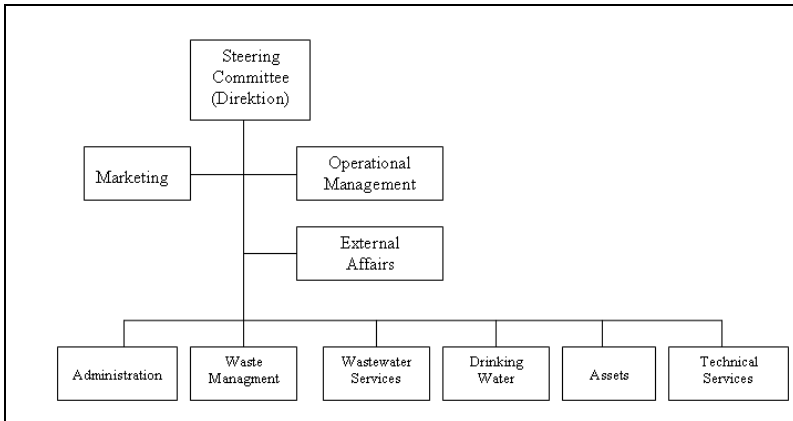 Steering
Committee
(Direktion)
Marketing
Operational
Management
External
Affairs
Administration
Waste
Managment
Wastewater
Services
Drinking
Water
Assets
Technical
Services